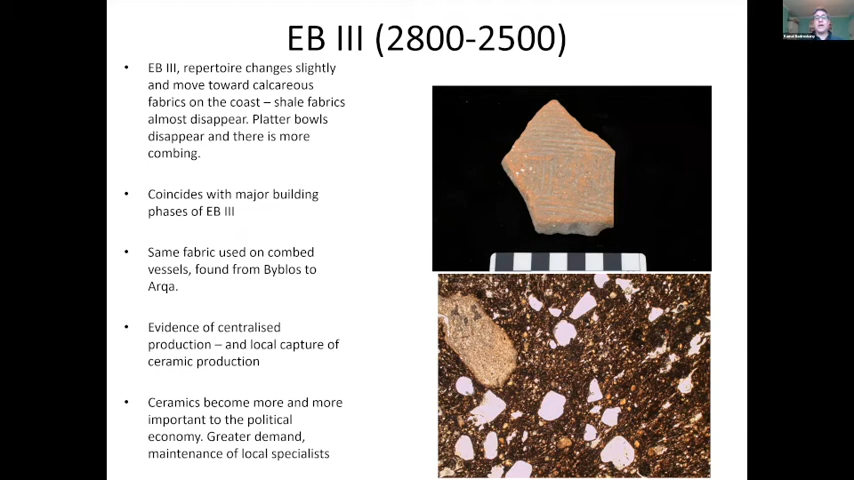 EB III (2800-2500)
• EB III, repertoire changes slightly
and move toward calcareous
fabrics on the coast – shale fabrics
almost disappear. Platter bowls
disappear and there is more
combing.
• Coincides with major building
phases of EB III
• Same fabric used on combed
vessels, found from Byblos to
Arqa.
• Evidence of centralised
production – and local capture of
ceramic production
• Ceramics become more and more
important to the political
economy. Greater demand,
maintenance of local specialists